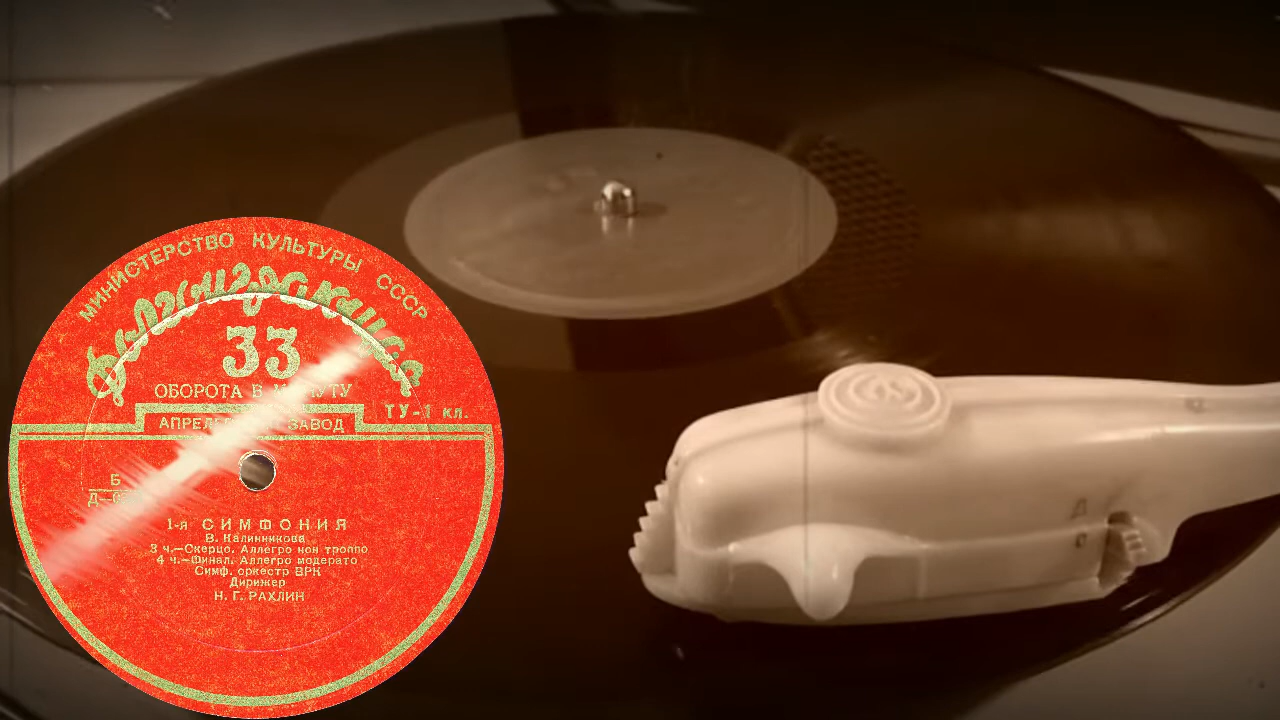 МИНИСТЕРСТВО КУЛЬТУРЫ СССР
33
ОБОРОТА В
ТУ-1 кл.
ЗАВОД
Б
1-я СИМФОНИЯ
В. Калинникова
3 ч.—Скерцо. Аллегро нон троппо
4 ч.—Финал. Аллегро модерато
Симф. оркестр ВРК
Дирижер
Н. Г. РАХЛИН